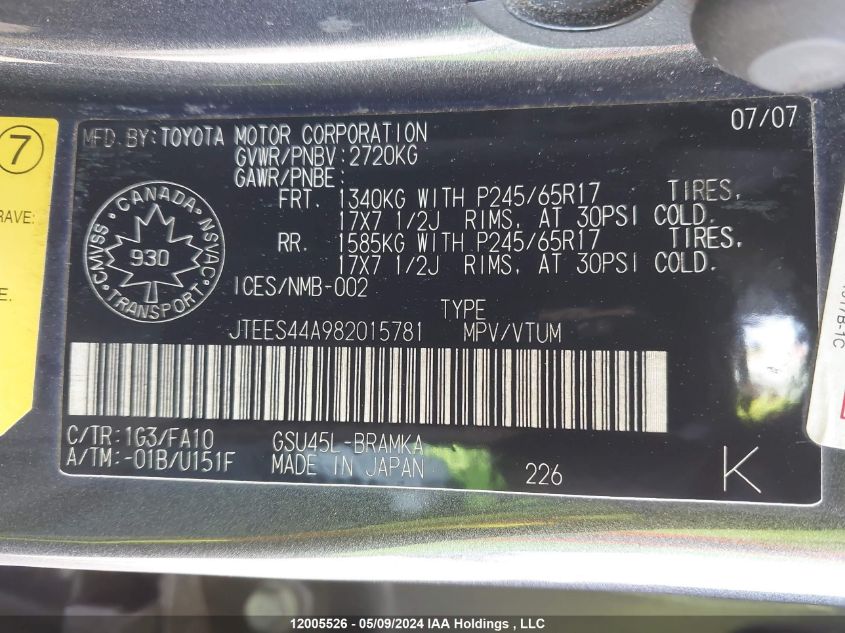 07/07
MFD. BY: TOYOTA MOTOR CORPORATION
GVWR/PNBV: 2720KG
GAWR/PNBE:
FRT. 1340KG WITH P245/65R17 TIRES,
17X7 1/2J RIMS, AT 30PSI COLD.
RR. 1585KG WITH P245/65R17 TIRES,
17X7 1/2J RIMS, AT 30PSI COLD.
CANADA
CMVSS 930 NSVAC
TRANSPORT
ICES/NMB-002
TYPE
JTEES44A982015781 MPV/VTUM
C/TR: 1G3/FA10 GSU45L-BRAMKA
A/TM: -01B/U151F MADE IN JAPAN 226 K
7
RAVE:
E.
12005526 - 05/09/2024 IAA Holdings , LLC